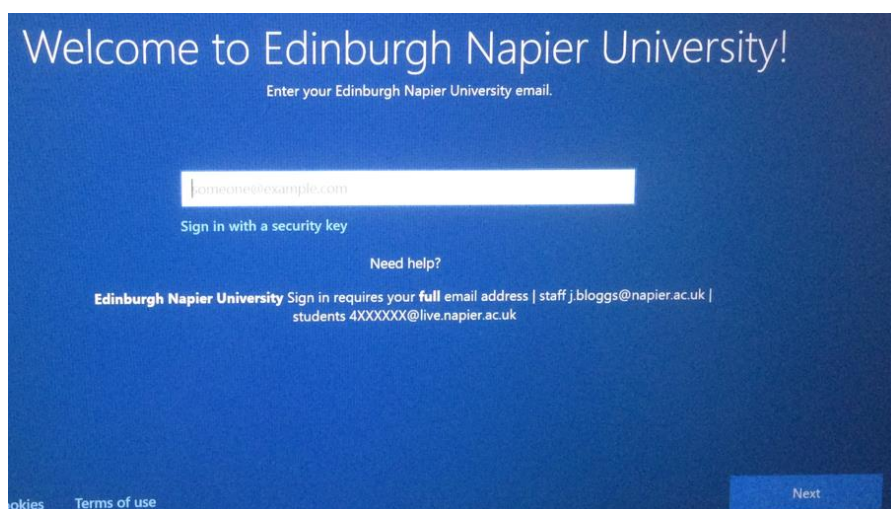 Welcome to Edinburgh Napier University!
Enter your Edinburgh Napier University email.
someone@example.com
Sign in with a security key
Need help?
Edinburgh Napier University Sign in requires your full email address | staff j.bloggs@napier.ac.uk |
students 4XXXXXX@live.napier.ac.uk
Terms of use
Next